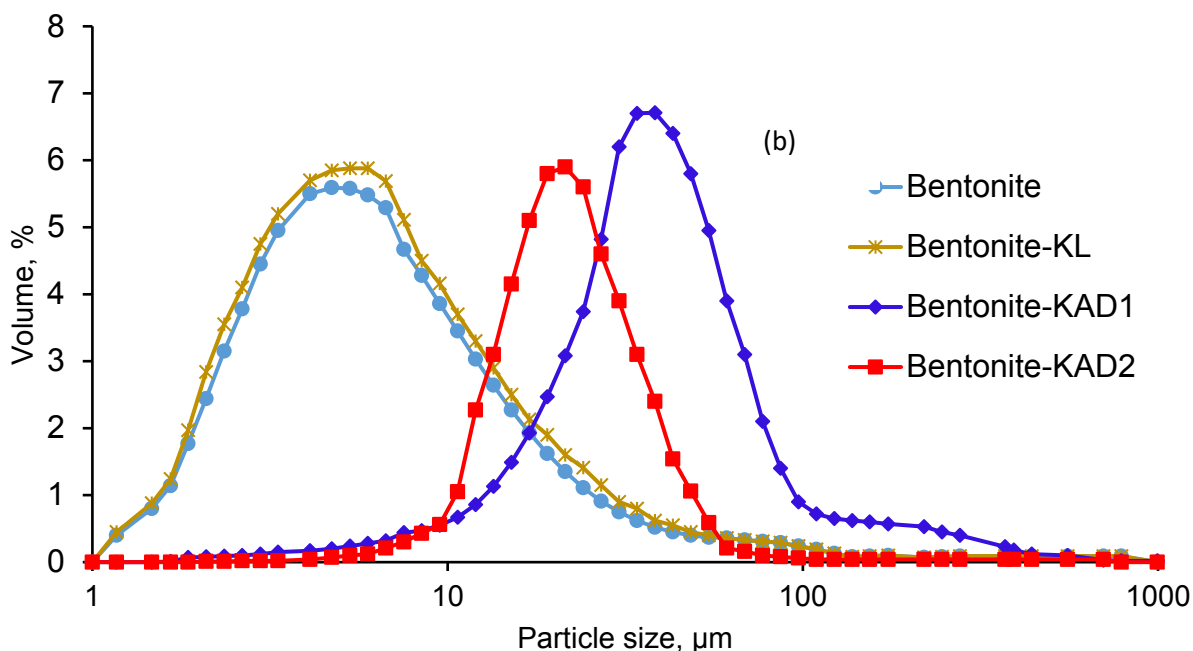 8
7
6
5
4
3
2
1
0
Volume, %
1
10
100
1000
Particle size, µm
(b)
Bentonite
Bentonite-KL
Bentonite-KAD1
Bentonite-KAD2